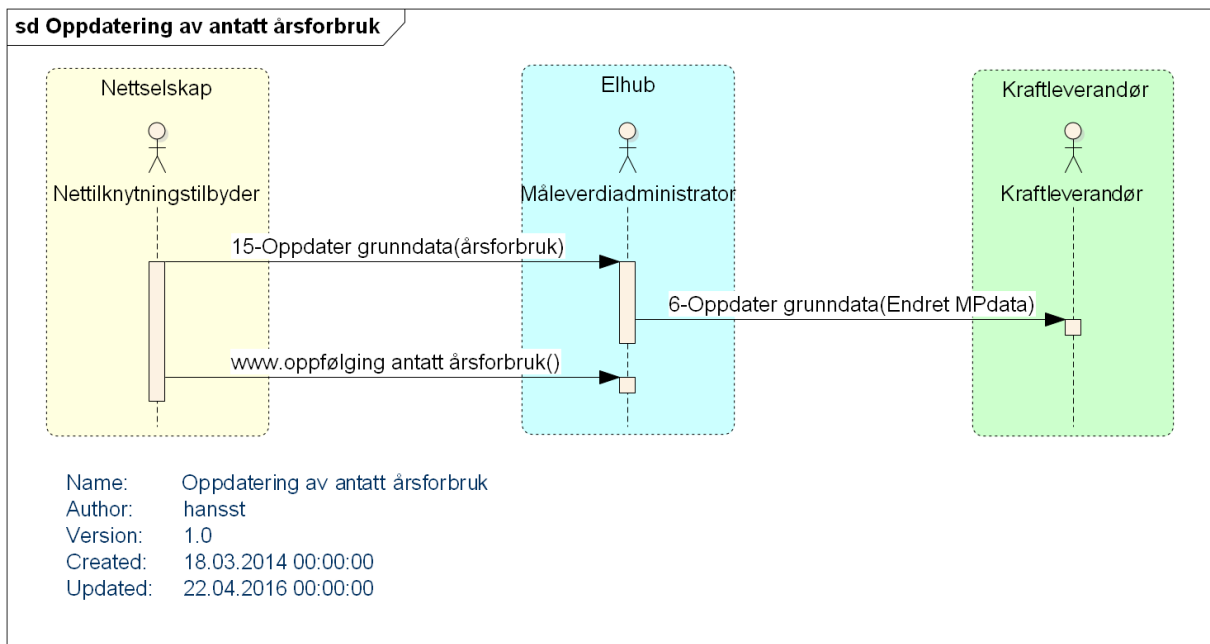 sd Oppdatering av antatt årsforbruk
Nettselskap
Elhub
Kraftleverandør
Nettilknytningstilbyder
Måleverdiadministrator
Kraftleverandør
15-Oppdater grunndata(årsforbruk)
6-Oppdater grunndata(Endret MPdata)
www.oppfølging antatt årsforbruk()
Name: Oppdatering av antatt årsforbruk
Author: hansst
Version: 1.0
Created: 18.03.2014 00:00:00
Updated: 22.04.2016 00:00:00